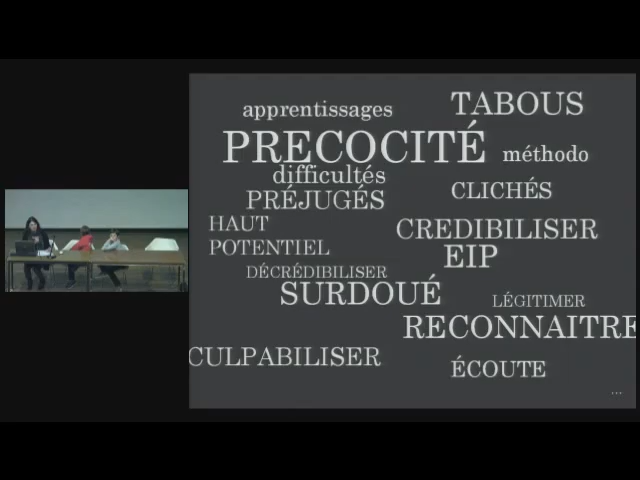 apprentissages
TABOUS
PRECOCITÉ
méthodo
difficultés
PRÉJUGÉS
CLICHÉS
HAUT
POTENTIEL
CREDIBILISER
EIP
DÉCRÉDIBILISER
SURDOUÉ
LÉGITIMER
RECONNAITRE
CULPABILISER
ÉCOUTE
...